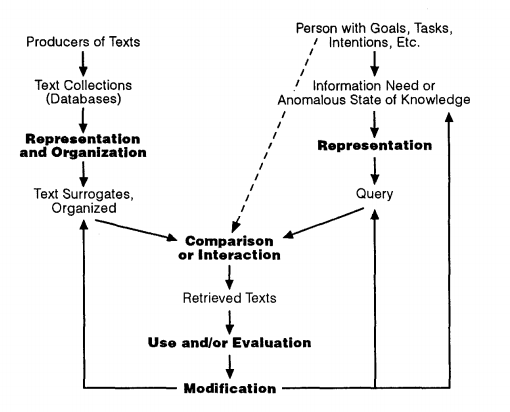 Producers of Texts
Text Collections
(Databases)
Representation
and Organization
Text Surrogates,
Organized
Person with Goals, Tasks,
Intentions, Etc.
Information Need or
Anomalous State of Knowledge
Representation
Query
Comparison
or Interaction
Retrieved Texts
Use and/or Evaluation
Modification